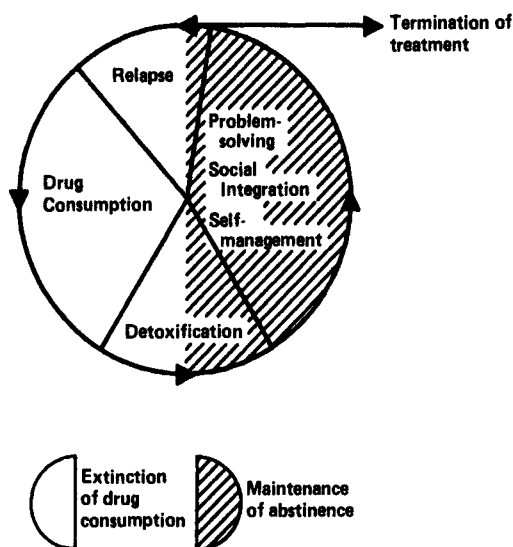 Termination of
treatment
Relapse
Problem-
solving
Social
Integration
Self-
management
Drug
Consumption
Detoxification
Extinction
of drug
consumption
Maintenance
of abstinence